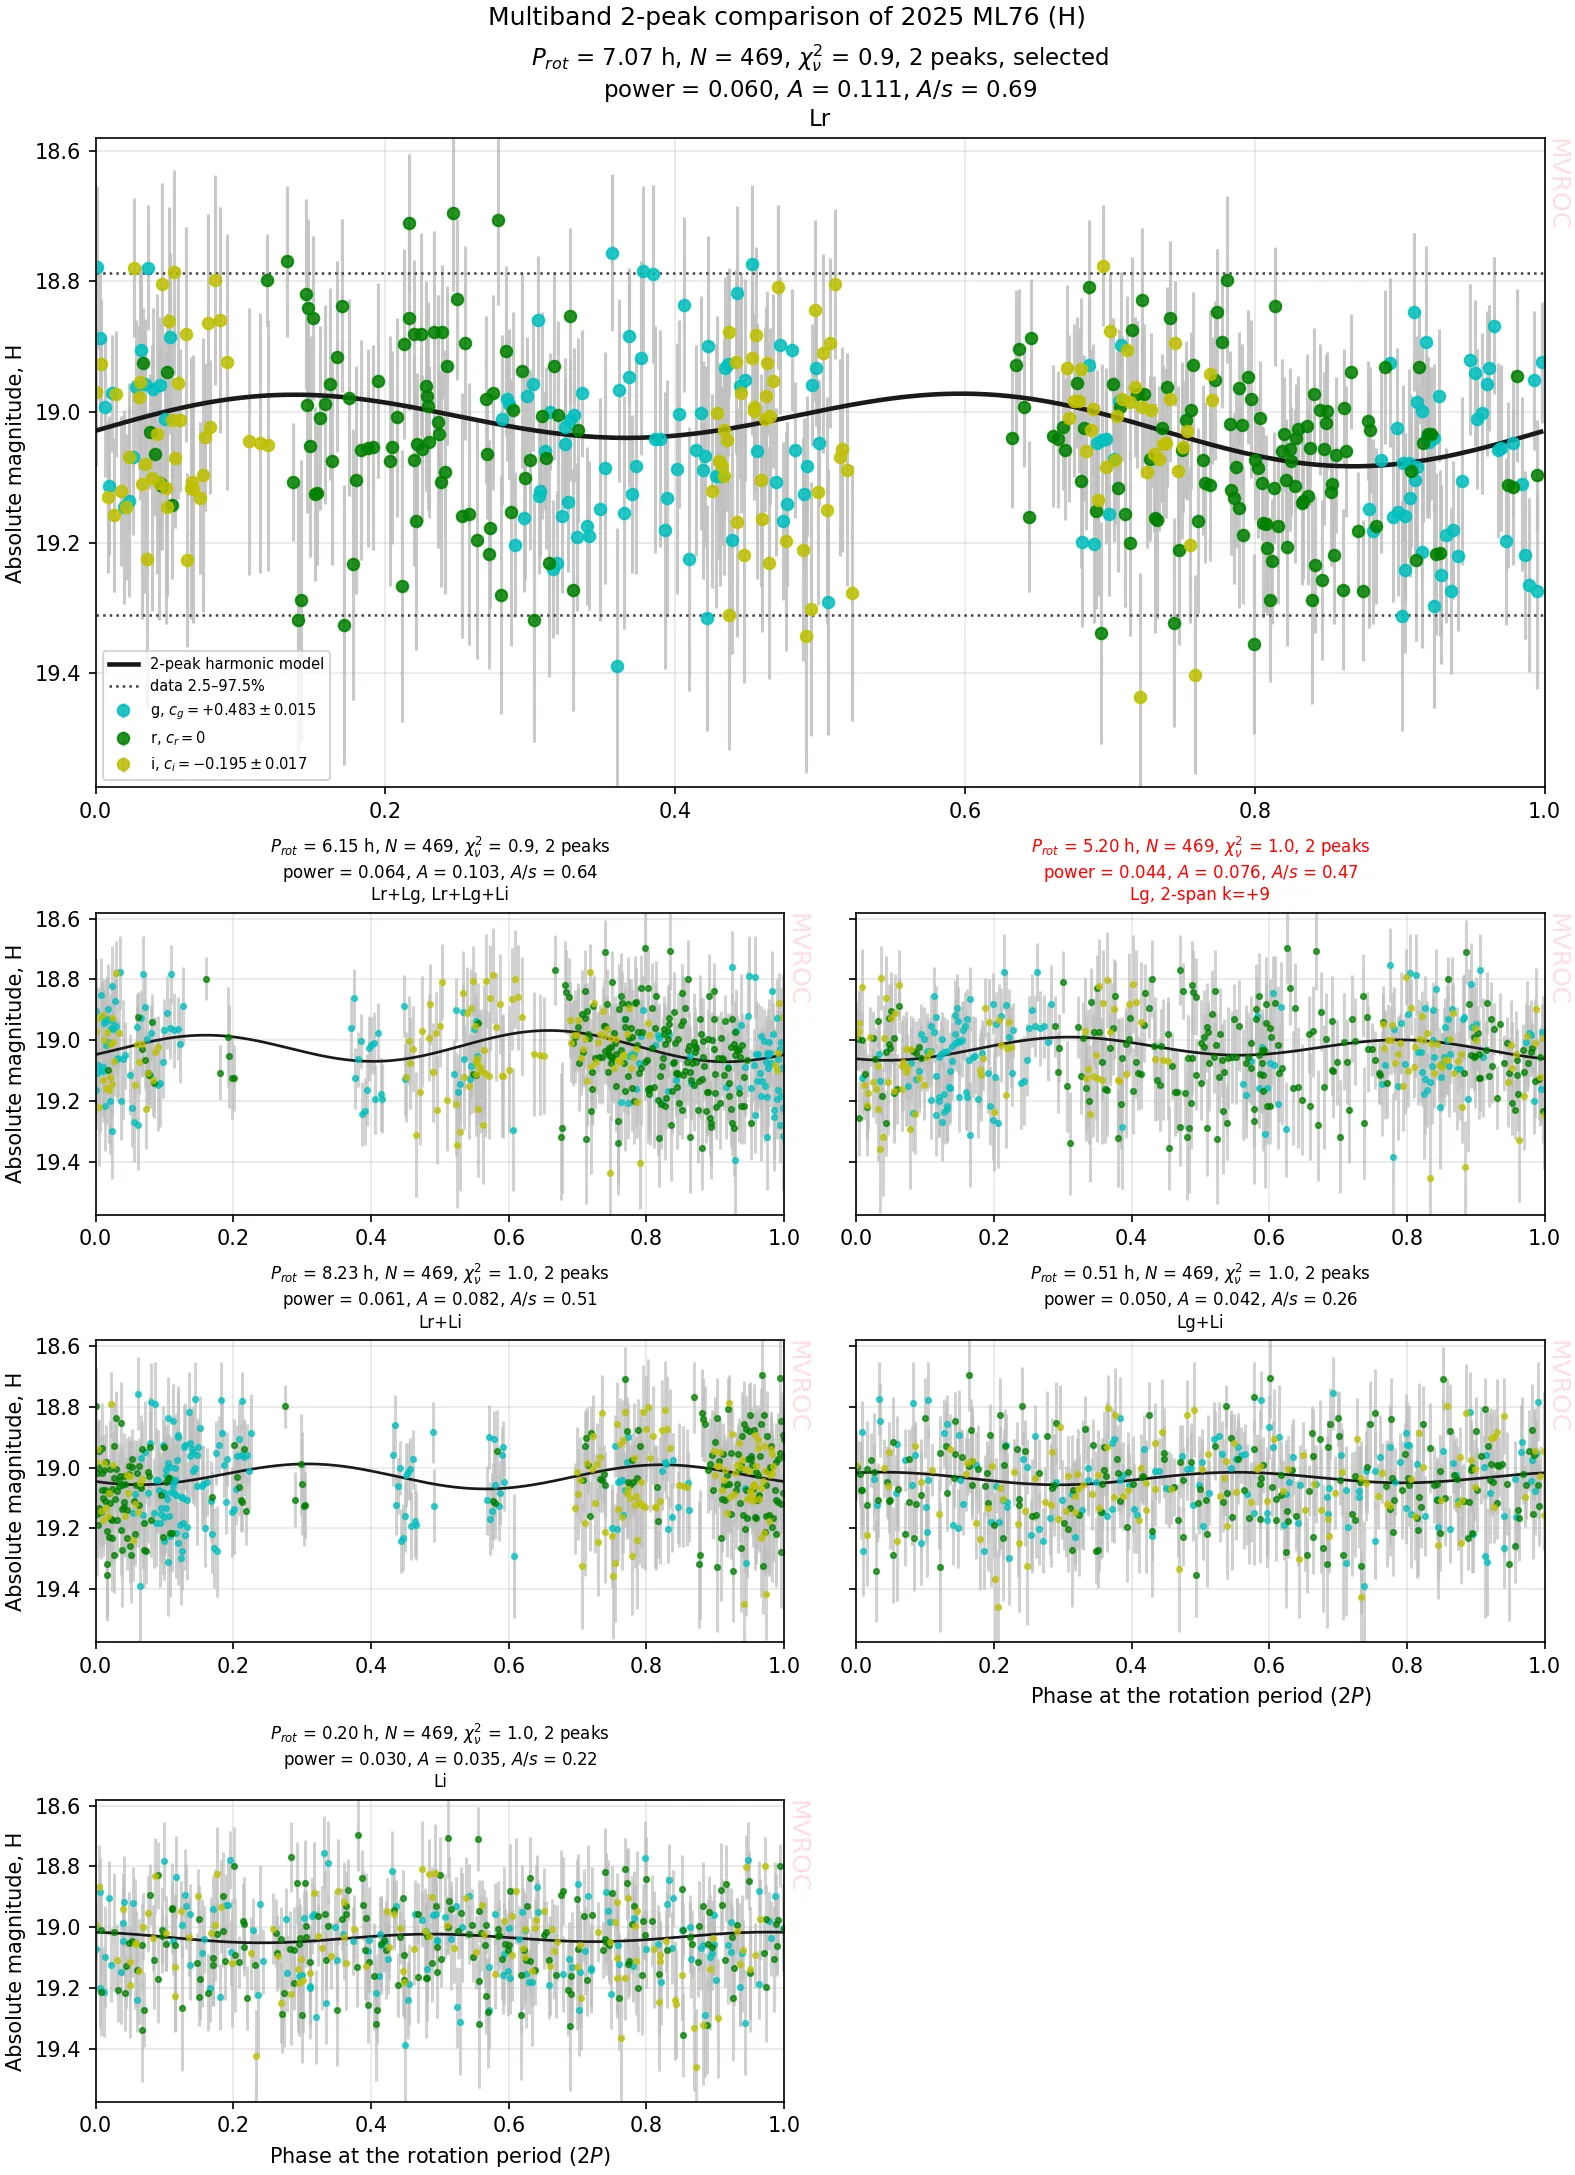 Multiband 2-peak comparison of 2025 ML76 (H)
P_rot = 7.07 h, N = 469, χ²_ν = 0.9, 2 peaks, selected
power = 0.060, A = 0.111, A/s = 0.69
Lr
MVROC
Absolute magnitude, H
18.6
18.8
19.0
19.2
19.4
2-peak harmonic model
data 2.5–97.5%
g, c_g = +0.483 ± 0.015
r, c_r = 0
i, c_i = −0.195 ± 0.017
0.0 0.2 0.4 0.6 0.8 1.0
P_rot = 6.15 h, N = 469, χ²_ν = 0.9, 2 peaks
power = 0.064, A = 0.103, A/s = 0.64
Lr+Lg, Lr+Lg+Li
MVROC
Absolute magnitude, H
18.6
18.8
19.0
19.2
19.4
0.0 0.2 0.4 0.6 0.8 1.0
P_rot = 5.20 h, N = 469, χ²_ν = 1.0, 2 peaks
power = 0.044, A = 0.076, A/s = 0.47
Lg, 2-span k=+9
MVROC
0.0 0.2 0.4 0.6 0.8 1.0
P_rot = 8.23 h, N = 469, χ²_ν = 1.0, 2 peaks
power = 0.061, A = 0.082, A/s = 0.51
Lr+Li
MVROC
Absolute magnitude, H
18.6
18.8
19.0
19.2
19.4
0.0 0.2 0.4 0.6 0.8 1.0
P_rot = 0.51 h, N = 469, χ²_ν = 1.0, 2 peaks
power = 0.050, A = 0.042, A/s = 0.26
Lg+Li
MVROC
0.0 0.2 0.4 0.6 0.8 1.0
Phase at the rotation period (2P)
P_rot = 0.20 h, N = 469, χ²_ν = 1.0, 2 peaks
power = 0.030, A = 0.035, A/s = 0.22
Li
MVROC
Absolute magnitude, H
18.6
18.8
19.0
19.2
19.4
0.0 0.2 0.4 0.6 0.8 1.0
Phase at the rotation period (2P)